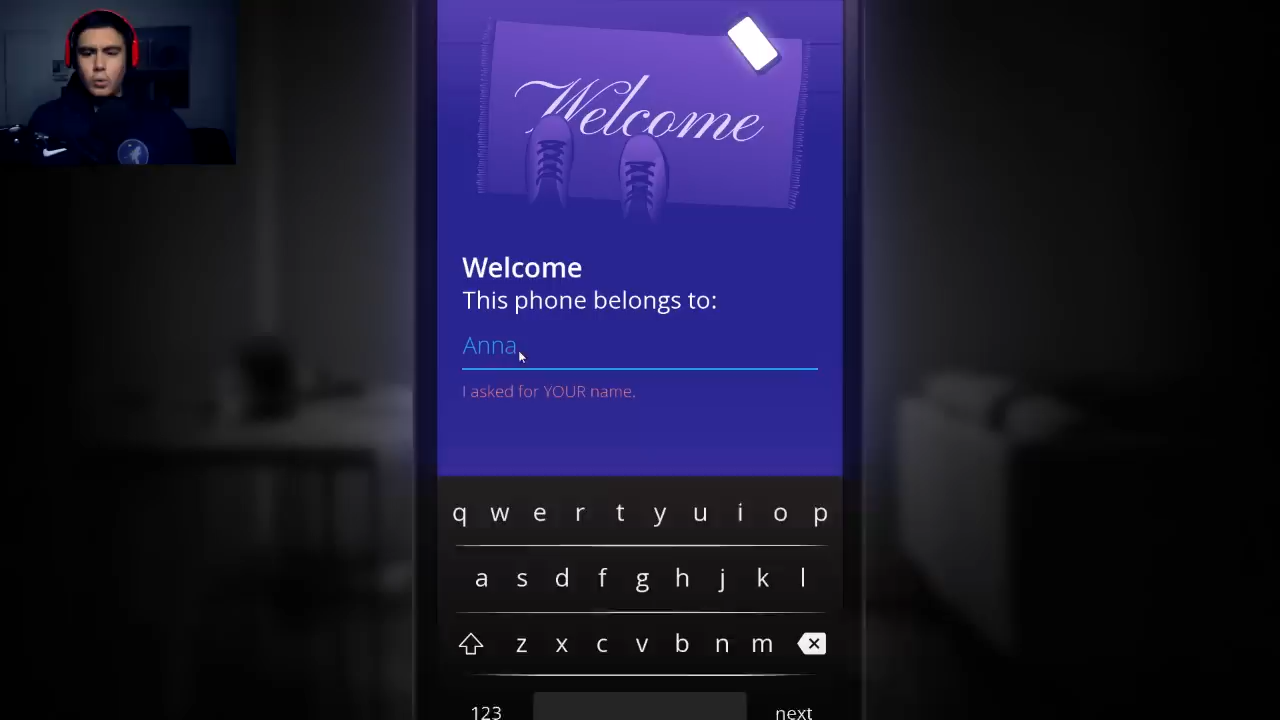 Welcome
Welcome
This phone belongs to:
Anna
I asked for YOUR name.
q w e r t y u i o p
a s d f g h j k l
z x c v b n m
123 next